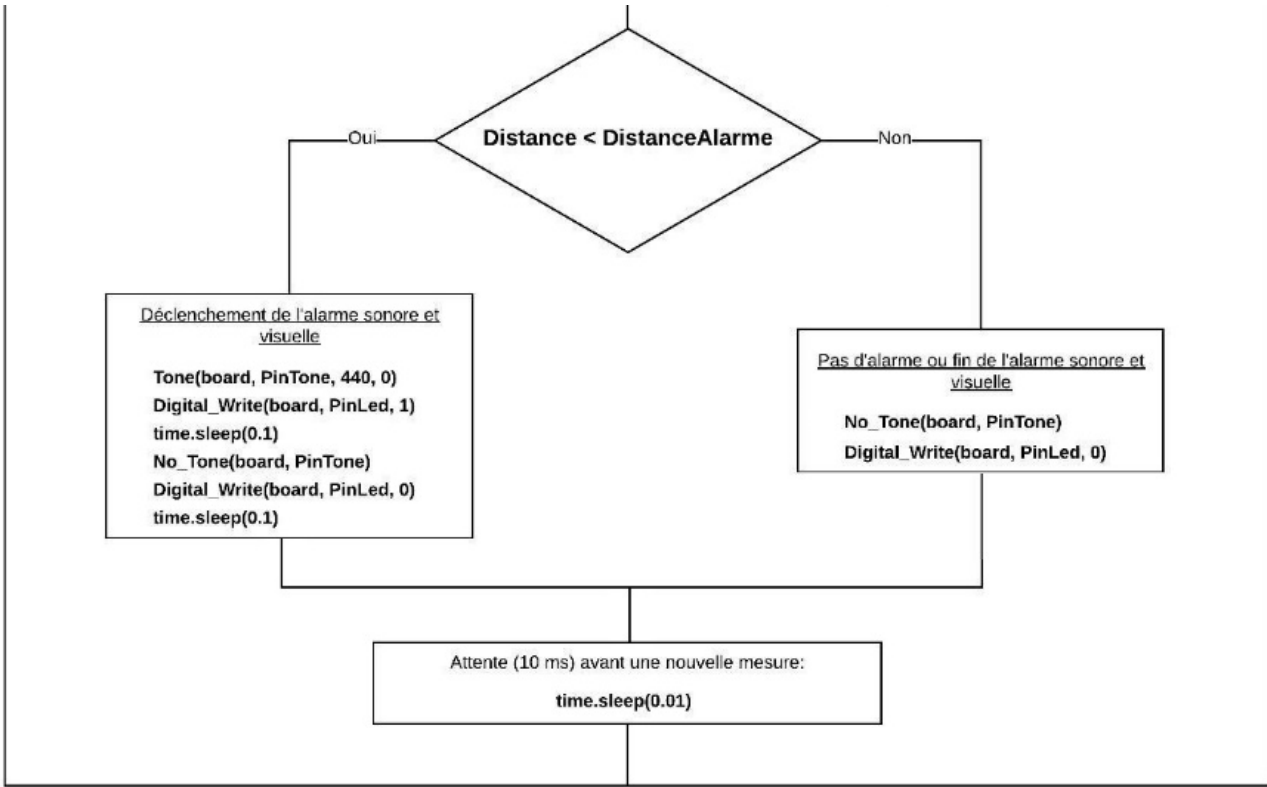 Distance < DistanceAlarme
Oui
Non
Déclenchement de l'alarme sonore et
visuelle
Tone(board, PinTone, 440, 0)
Digital_Write(board, PinLed, 1)
time.sleep(0.1)
No_Tone(board, PinTone)
Digital_Write(board, PinLed, 0)
time.sleep(0.1)
Pas d'alarme ou fin de l'alarme sonore et
visuelle
No_Tone(board, PinTone)
Digital_Write(board, PinLed, 0)
Attente (10 ms) avant une nouvelle mesure:
time.sleep(0.01)